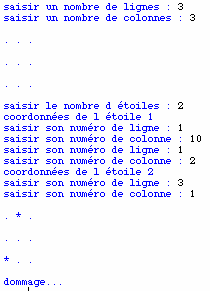 saisir un nombre de lignes : 3
saisir un nombre de colonnes : 3
. . .
. . .
. . .
saisir le nombre d étoiles : 2
coordonnées de l étoile 1
saisir son numéro de ligne : 1
saisir son numéro de colonne : 10
saisir son numéro de ligne : 1
saisir son numéro de colonne : 2
coordonnées de l étoile 2
saisir son numéro de ligne : 3
saisir son numéro de colonne : 1
. * .
. . .
* . .
dommage...